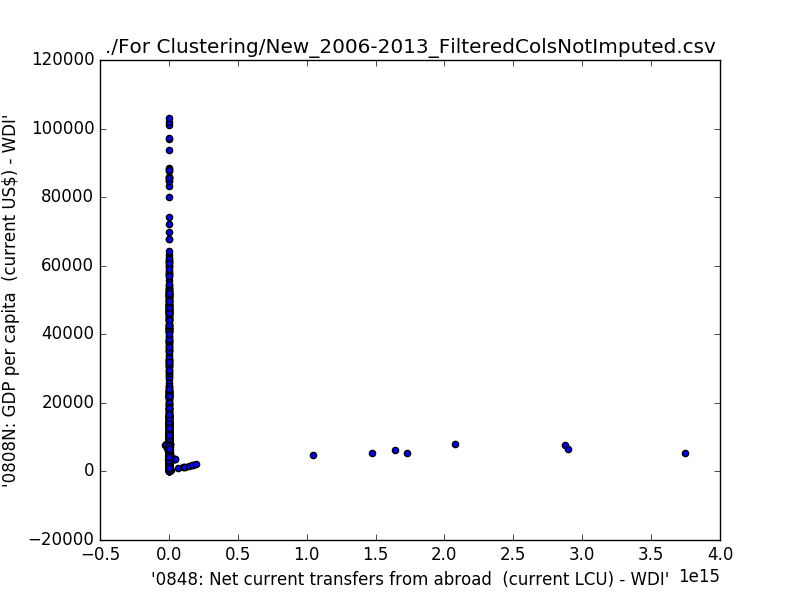 ./For Clustering/New_2006-2013_FilteredColsNotImputed.csv
120000
100000
80000
60000
40000
20000
0
−20000
'0808N: GDP per capita  (current US$) - WDI'
−0.5 0.0 0.5 1.0 1.5 2.0 2.5 3.0 3.5 4.0
1e15
'0848: Net current transfers from abroad  (current LCU) - WDI'